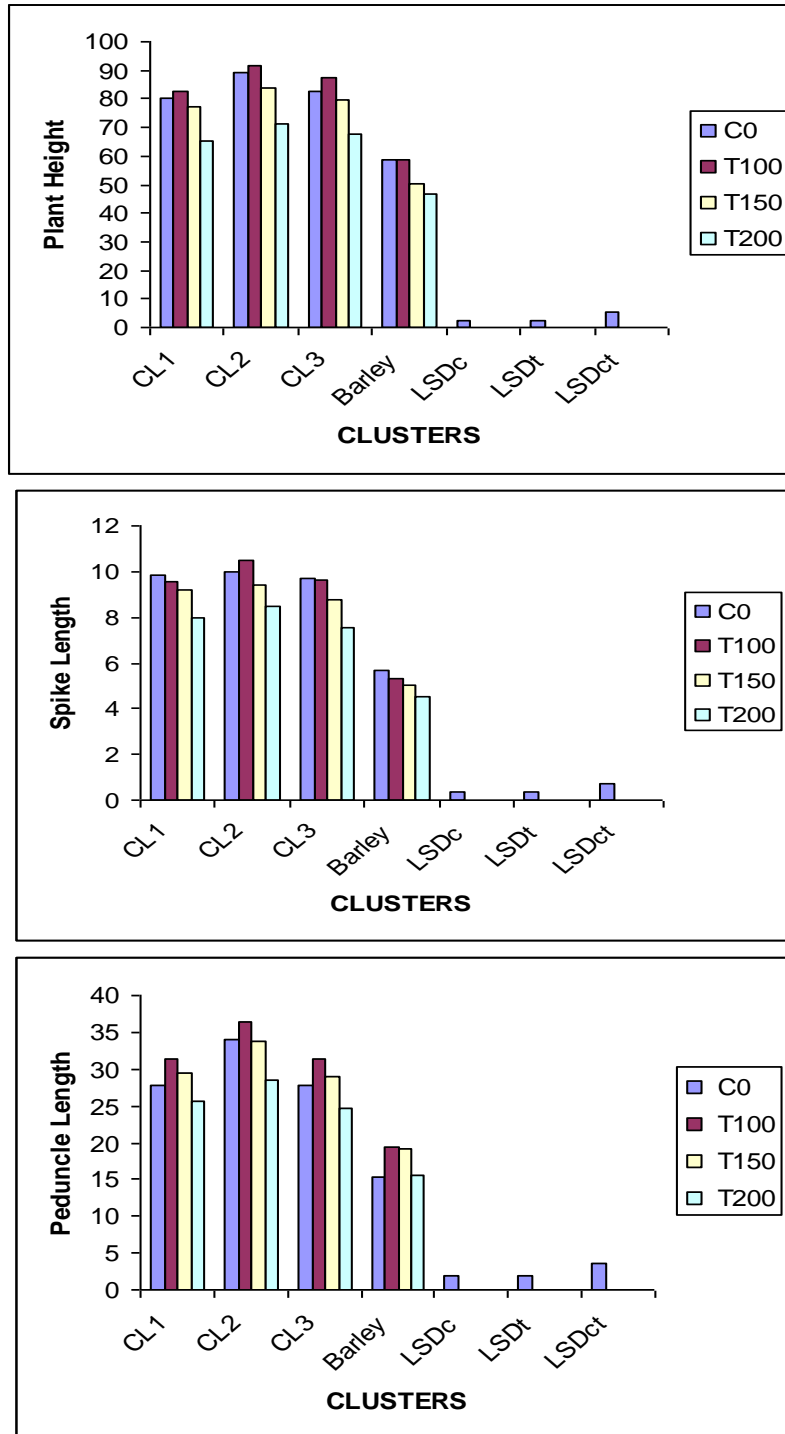 Plant Height
100
90
80
70
60
50
40
30
20
10
0
CL1 CL2 CL3 Barley LSDc LSDt LSDct
CLUSTERS
C0
T100
T150
T200
Spike Length
12
10
8
6
4
2
0
CL1 CL2 CL3 Barley LSDc LSDt LSDct
CLUSTERS
C0
T100
T150
T200
Peduncle Length
40
35
30
25
20
15
10
5
0
CL1 CL2 CL3 Barley LSDc LSDt LSDct
CLUSTERS
C0
T100
T150
T200